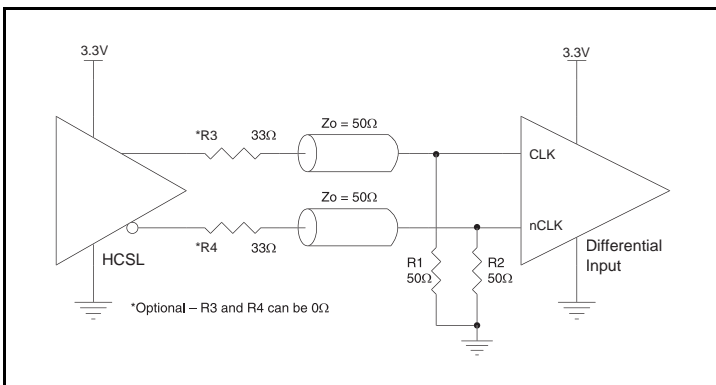 3.3V
3.3V
*R3
33Ω
Zo = 50Ω
CLK
Zo = 50Ω
nCLK
*R4
33Ω
HCSL
R1
50Ω
R2
50Ω
Differential
Input
*Optional – R3 and R4 can be 0Ω